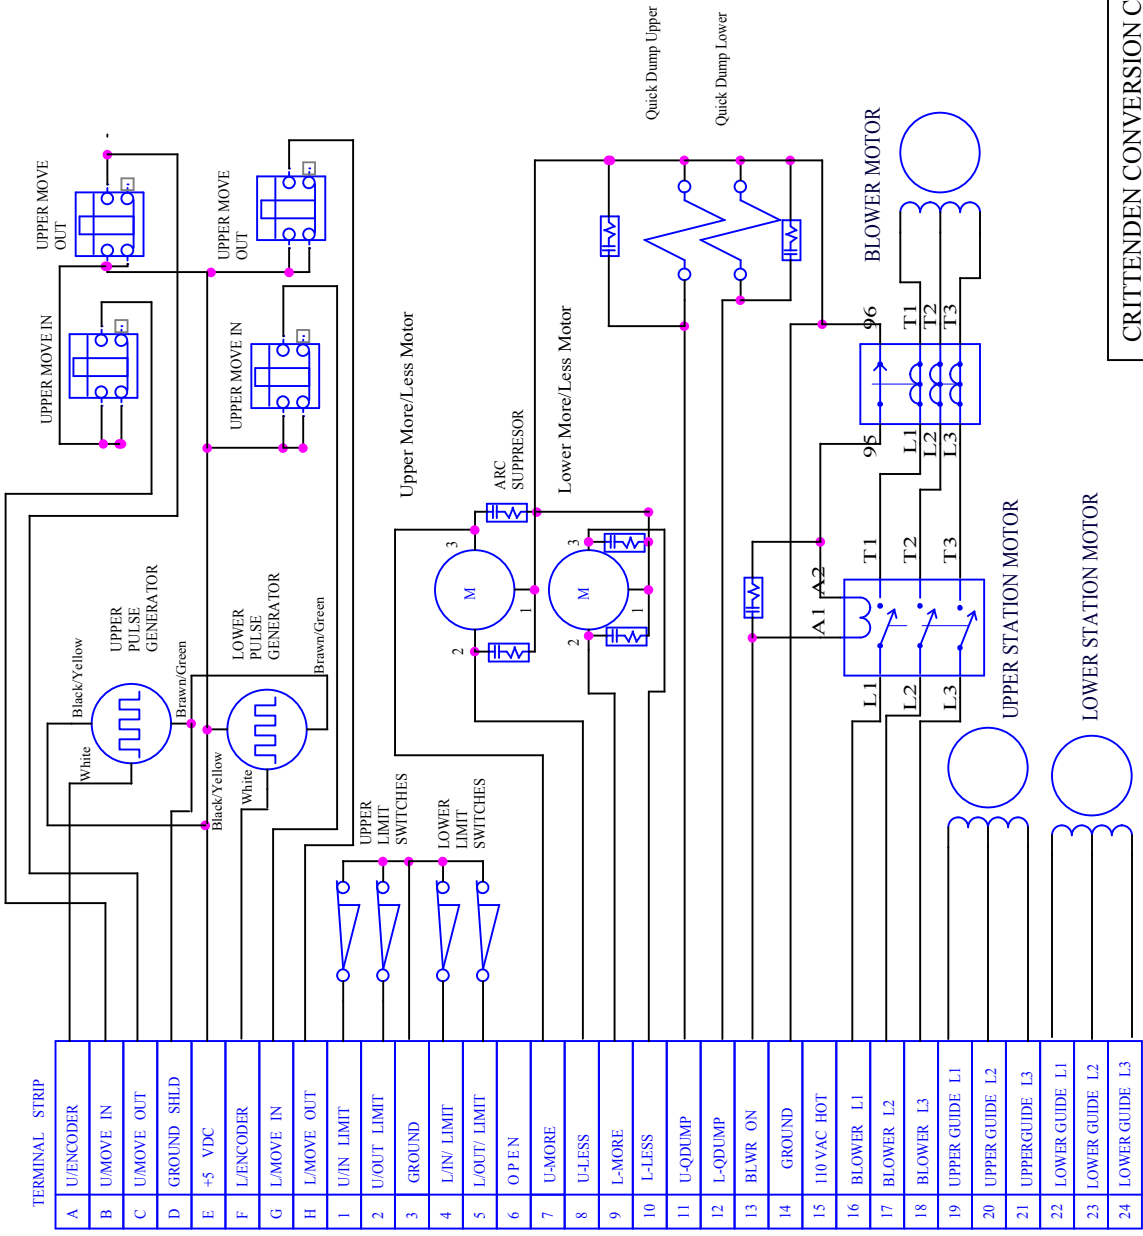 TERMINAL STRIP
A U/ENCODER
B U/MOVE IN
C U/MOVE OUT
D GROUND SHLD
E +5 VDC
F L/ENCODER
G L/MOVE IN
H L/MOVE OUT
1 U/IN LIMIT
2 U/OUT LIMIT
3 GROUND
4 L/IN/ LIMIT
5 L/OUT/ LIMIT
6 O P E N
7 U-MORE
8 U-LESS
9 L-MORE
10 L-LESS
11 U-QDUMP
12 L-QDUMP
13 BLWR ON
14 GROUND
15 110 VAC HOT
16 BLOWER L1
17 BLOWER L2
18 BLOWER L3
19 UPPER GUIDE L1
20 UPPER GUIDE L2
21 UPPERGUIDE L3
22 LOWER GUIDE L1
23 LOWER GUIDE L2
24 LOWER GUIDE L3
White
Black/Yellow
UPPER
PULSE
GENERATOR
Brawn/Green
Black/Yellow
White
LOWER
PULSE
GENERATOR
Brawn/Green
UPPER MOVE IN
UPPER MOVE
OUT
UPPER MOVE IN
UPPER MOVE
OUT
UPPER
LIMIT
SWITCHES
LOWER
LIMIT
SWITCHES
Upper More/Less Motor
2
M
3
1
ARC
SUPPRESOR
Lower More/Less Motor
2
M
3
1
Quick Dump Upper
Quick Dump Lower
A1 A2
L1 T1
L2 T2
L3 T3
95 96
L1 T1
L2 T2
L3 T3
BLOWER MOTOR
UPPER STATION MOTOR
LOWER STATION MOTOR
CRITTENDEN CONVERSION C